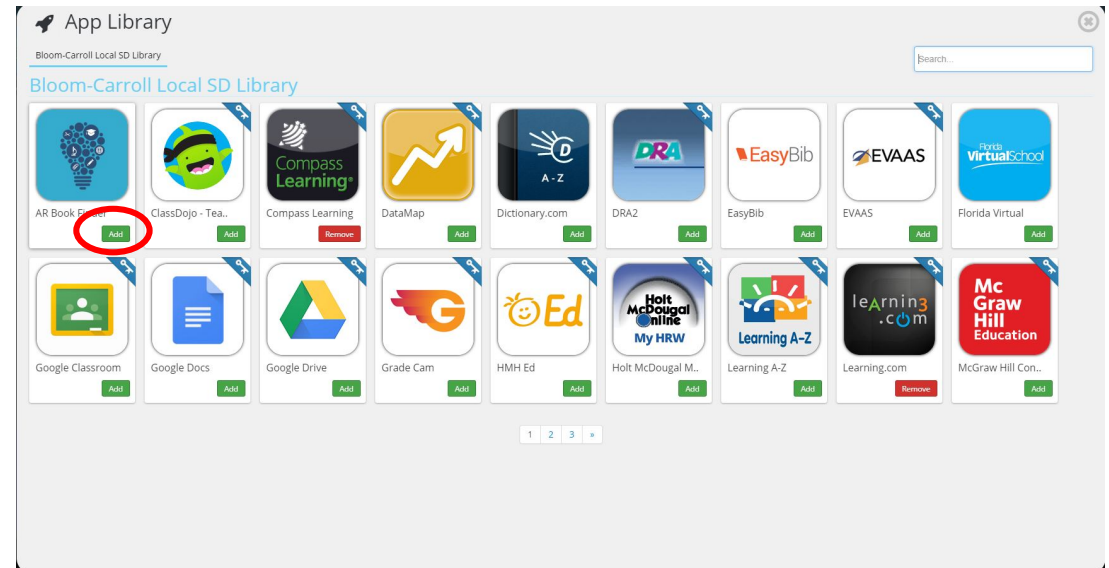 App Library
Bloom-Carroll Local SD Library
Search...
Bloom-Carroll Local SD Library
Compass
Learning
D
A - Z
DRA
EasyBib
EVAAS
Florida
VirtualSchool
AR Book Finder
ClassDojo - Tea..
Compass Learning
DataMap
Dictionary.com
DRA2
EasyBib
EVAAS
Florida Virtual
Add
Add
Remove
Add
Add
Add
Add
Add
Add
G
Ed
Holt
McDougal
Online
My HRW
Learning A-Z
leArnin3
.com
Mc
Graw
Hill
Education
Google Classroom
Google Docs
Google Drive
Grade Cam
HMH Ed
Holt McDougal M..
Learning A-Z
Learning.com
McGraw Hill Con..
Add
Add
Add
Add
Add
Add
Add
Remove
Add
1 2 3 »